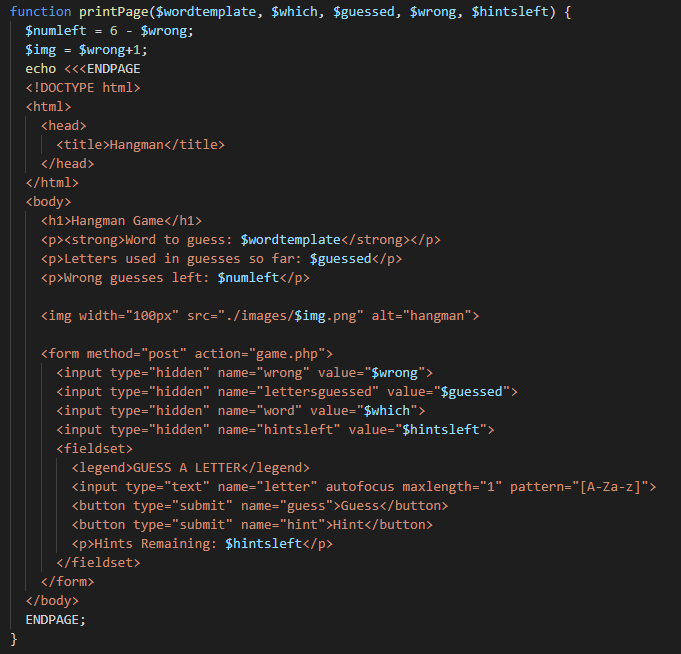 function printPage($wordtemplate, $which, $guessed, $wrong, $hintsleft) {
  $numleft = 6 - $wrong;
  $img = $wrong+1;
  echo <<<ENDPAGE
  <!DOCTYPE html>
  <html>
    <head>
      <title>Hangman</title>
    </head>
  </html>
  <body>
    <h1>Hangman Game</h1>
    <p><strong>Word to guess: $wordtemplate</strong></p>
    <p>Letters used in guesses so far: $guessed</p>
    <p>Wrong guesses left: $numleft</p>

    <img width="100px" src="./images/$img.png" alt="hangman">

    <form method="post" action="game.php">
      <input type="hidden" name="wrong" value="$wrong">
      <input type="hidden" name="lettersguessed" value="$guessed">
      <input type="hidden" name="word" value="$which">
      <input type="hidden" name="hintsleft" value="$hintsleft">
      <fieldset>
        <legend>GUESS A LETTER</legend>
        <input type="text" name="letter" autofocus maxlength="1" pattern="[A-Za-z]">
        <button type="submit" name="guess">Guess</button>
        <button type="submit" name="hint">Hint</button>
        <p>Hints Remaining: $hintsleft</p>
      </fieldset>
    </form>
  </body>
  ENDPAGE;
}